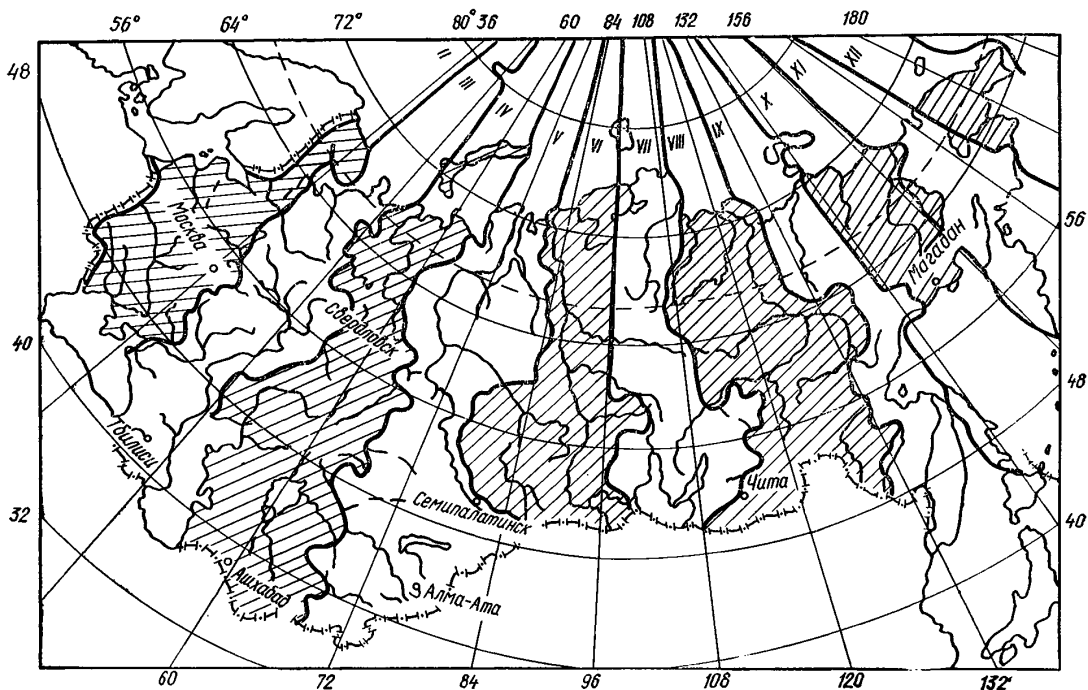 56° 64° 72° 80° 36 60 84 108 132 156 180
48
II III IV V VI VII VIII IX X XI XII
Москва
56
Магадан
Свердловск
40
48
Тбилиси
Чита
Семипалатинск
32
40
Ашхабад
Алма-Ата
60 72 84 96 108 120 132°